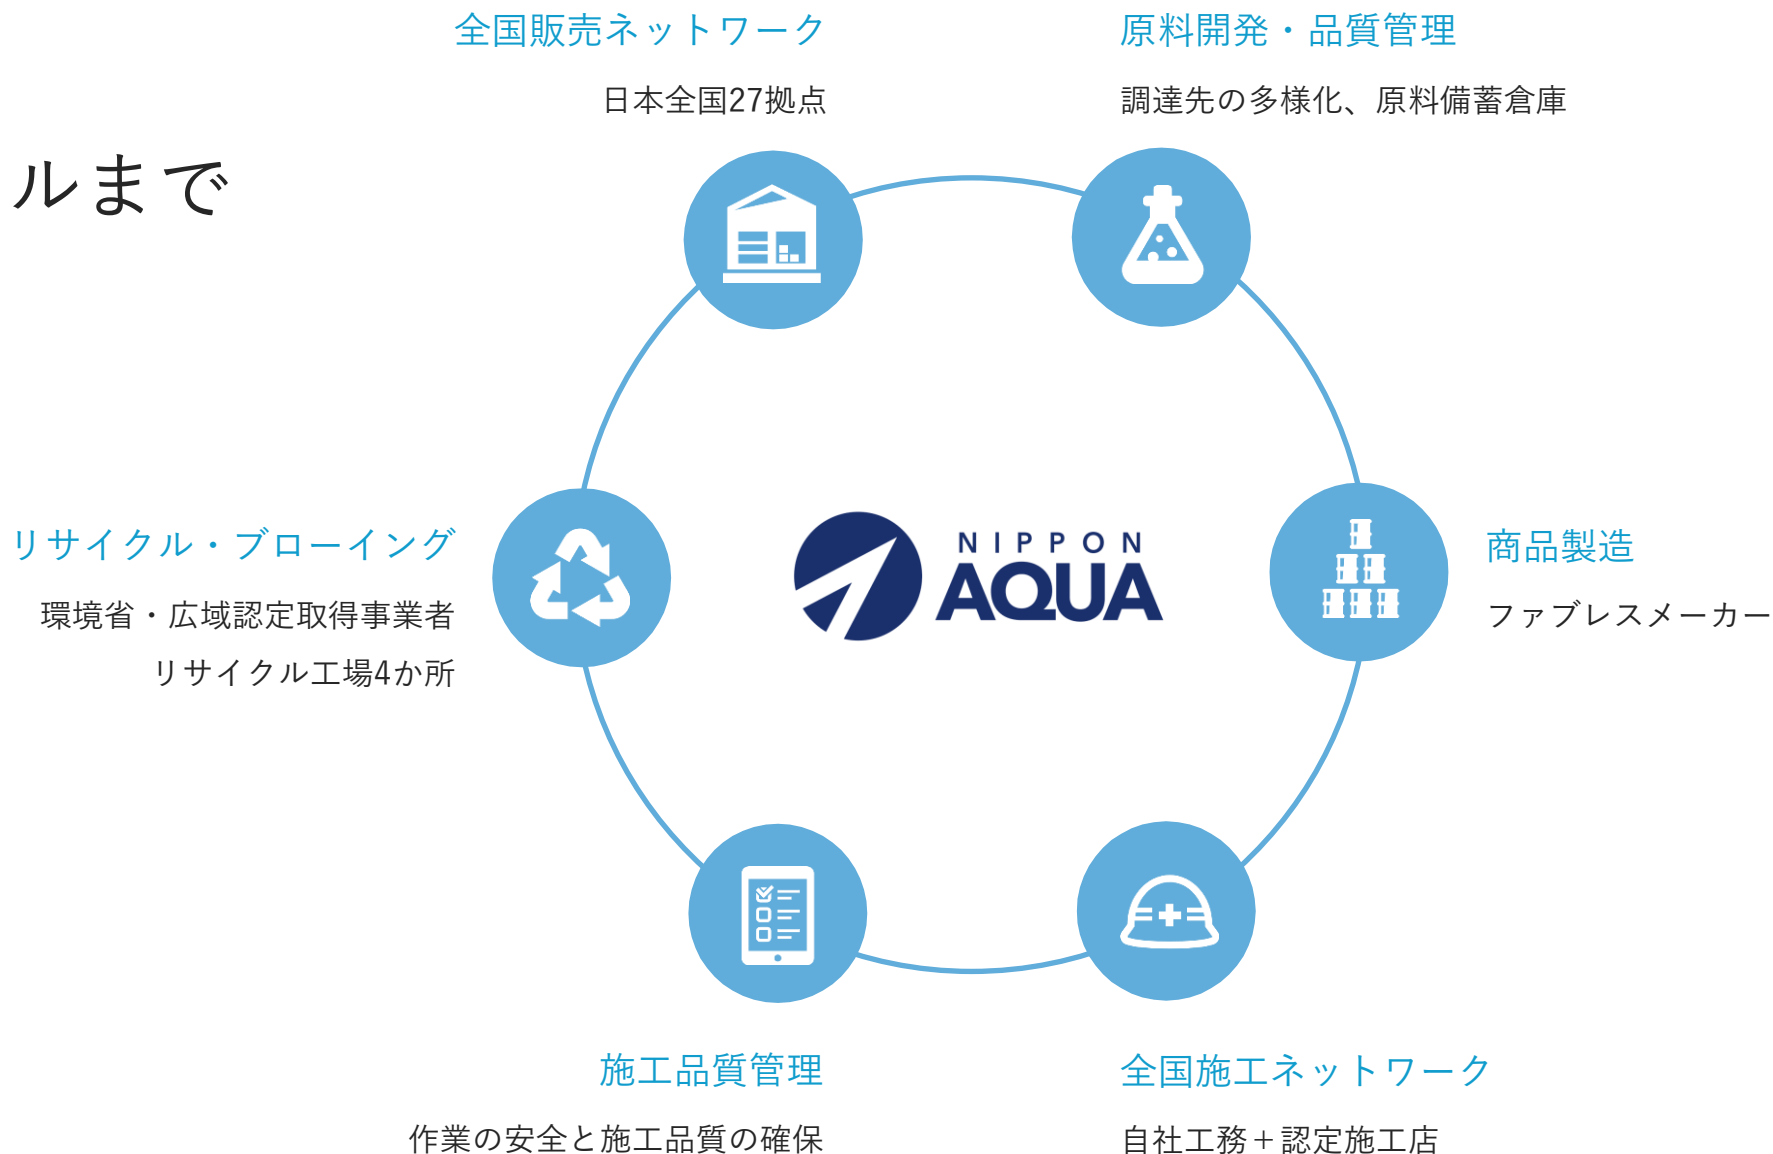 全国販売ネットワーク
日本全国27拠点
原料開発・品質管理
調達先の多様化、原料備蓄倉庫
ルまで
リサイクル・ブローイング
環境省・広域認定取得事業者
リサイクル工場4か所
NIPPON
AQUA
商品製造
ファブレスメーカー
施工品質管理
作業の安全と施工品質の確保
全国施工ネットワーク
自社工務＋認定施工店